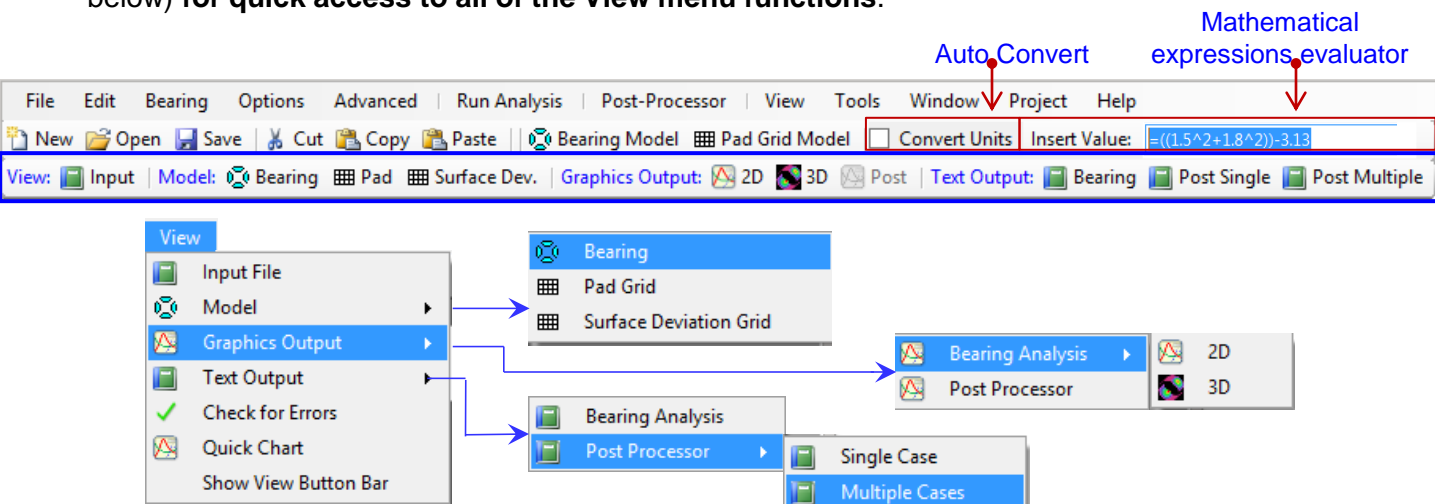 below) for quick access to all of the View menu functions.
Mathematical
Auto Convert expressions evaluator
File Edit Bearing Options Advanced | Run Analysis | Post-Processor | View Tools Window Project Help
New Open Save | Cut Copy Paste || Bearing Model Pad Grid Model Convert Units Insert Value: =((1.5^2+1.8^2))-3.13
View: Input | Model: Bearing Pad Surface Dev. | Graphics Output: 2D 3D Post | Text Output: Bearing Post Single Post Multiple
View
Input File
Model
Graphics Output
Text Output
Check for Errors
Quick Chart
Show View Button Bar
Bearing
Pad Grid
Surface Deviation Grid
Bearing Analysis
Post Processor
2D
3D
Bearing Analysis
Post Processor
Single Case
Multiple Cases